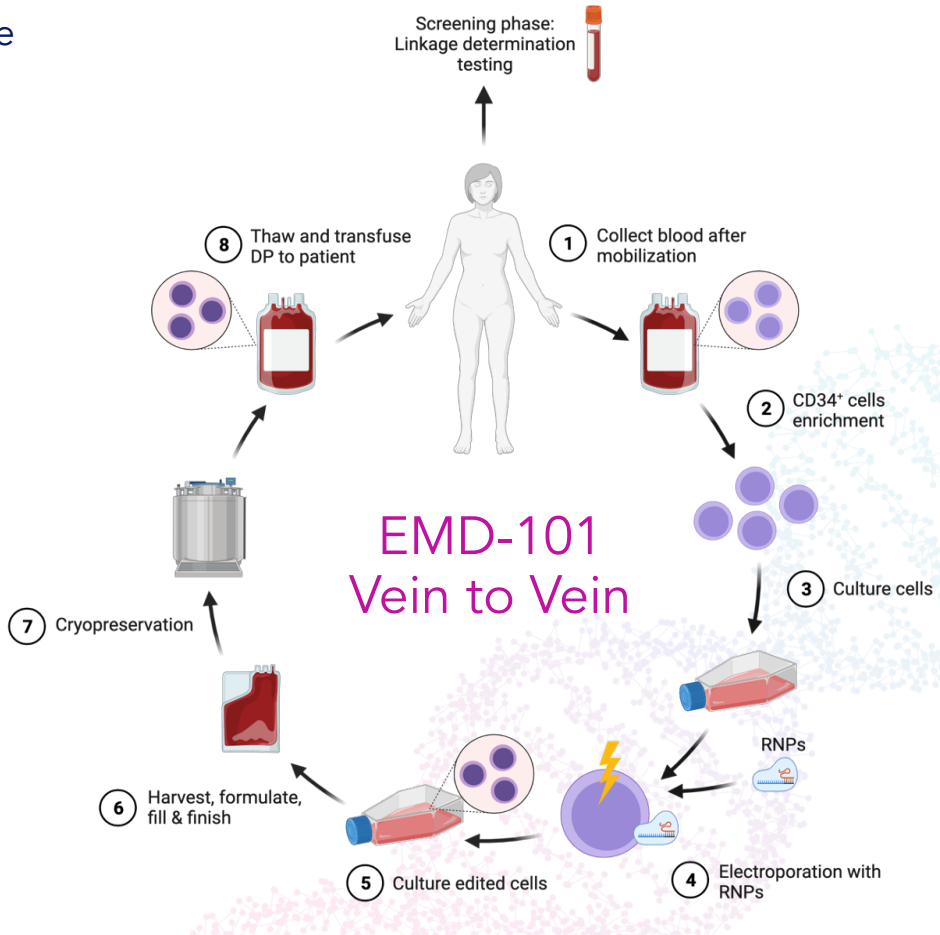 e
Screening phase:
Linkage determination
testing
8
Thaw and transfuse
DP to patient
1
Collect blood after
mobilization
2
CD34⁺ cells
enrichment
EMD-101
Vein to Vein
3
Culture cells
7
Cryopreservation
RNPs
6
Harvest, formulate,
fill & finish
4
Electroporation with
RNPs
5
Culture edited cells